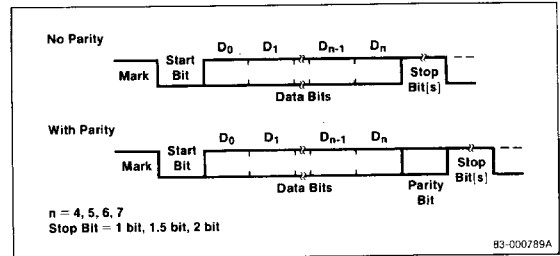 No Parity
D0 D1 Dn-1 Dn
Mark Start Bit Stop Bit[s]
Data Bits
With Parity
D0 D1 Dn-1 Dn
Mark Start Bit Parity Bit Stop Bit[s]
Data Bits
n = 4, 5, 6, 7
Stop Bit = 1 bit, 1.5 bit, 2 bit
83-000789A